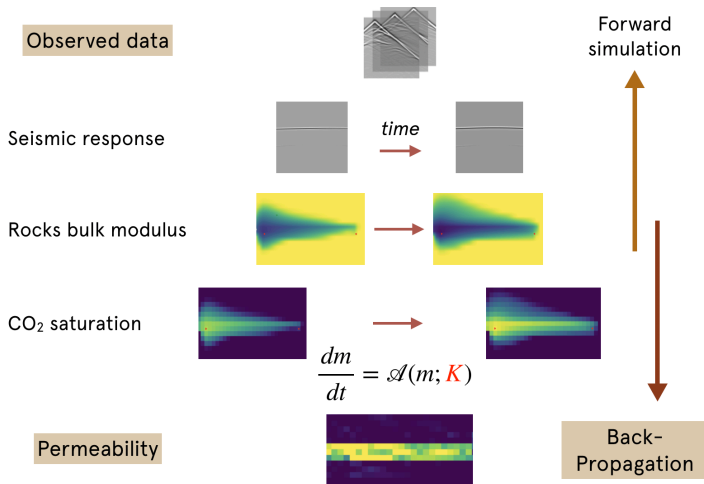 Observed data
Forward
simulation
Seismic response
time
Rocks bulk modulus
CO₂ saturation
dm/dt = 𝒜(m; K)
Permeability
Back-
Propagation